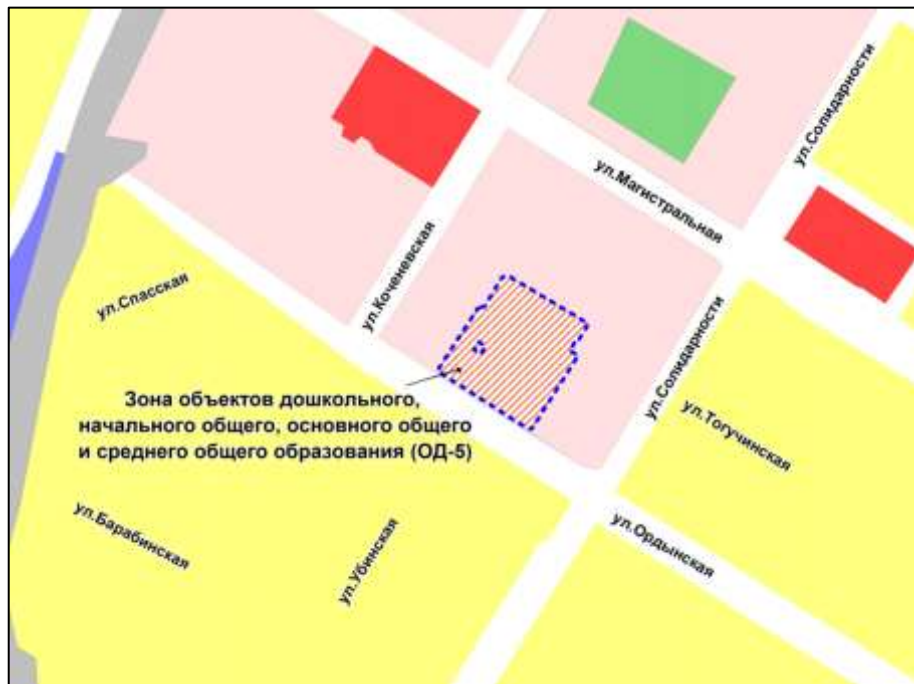 ул.Солидарности
ул.Магистральная
ул.Коченевская
ул.Спасская
ул.Солидарности
Зона объектов дошкольного,
начального общего, основного общего
и среднего общего образования (ОД-5)
ул.Тогучинская
ул.Барабинская
ул.Убинская
ул.Ордынская